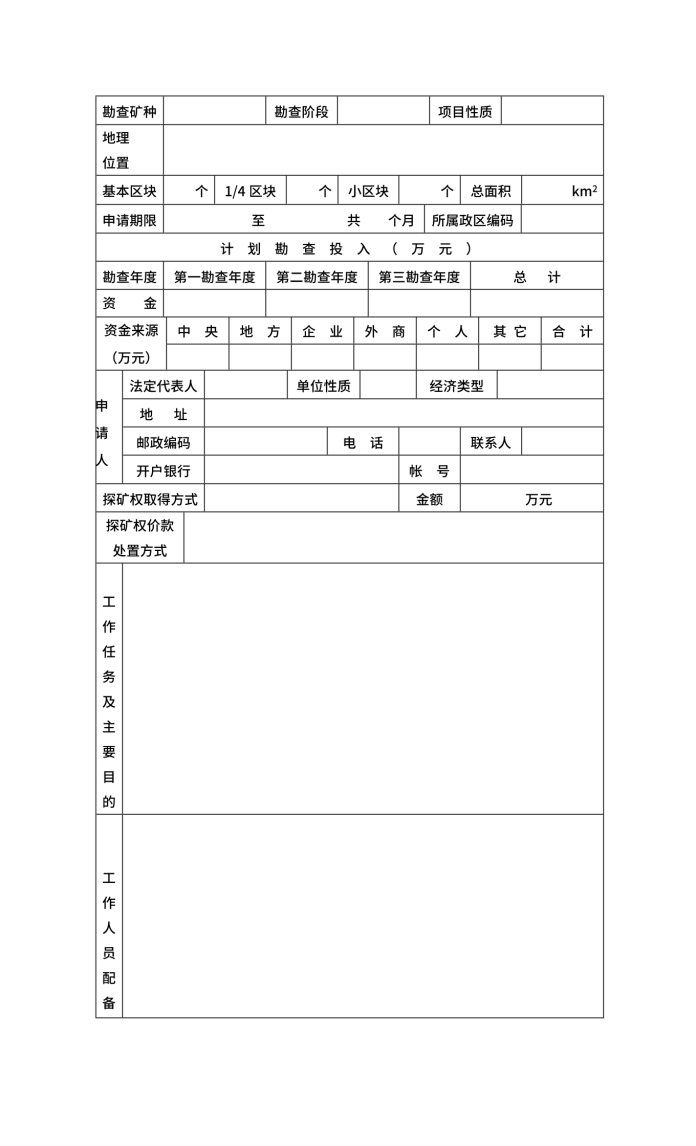 勘查矿种 勘查阶段 项目性质
地理
位置
基本区块 个 1/4 区块 个 小区块 个 总面积 km²
申请期限 至 共 个月 所属政区编码
计 划 勘 查 投 入 （ 万 元 ）
勘查年度 第一勘查年度 第二勘查年度 第三勘查年度 总 计
资 金
资金来源 中 央 地 方 企 业 外 商 个 人 其 它 合 计
（万元）
申
请
人
法定代表人 单位性质 经济类型
地 址
邮政编码 电 话 联系人
开户银行 帐 号
探矿权取得方式 金额 万元
探矿权价款
处置方式
工
作
任
务
及
主
要
目
的
工
作
人
员
配
备